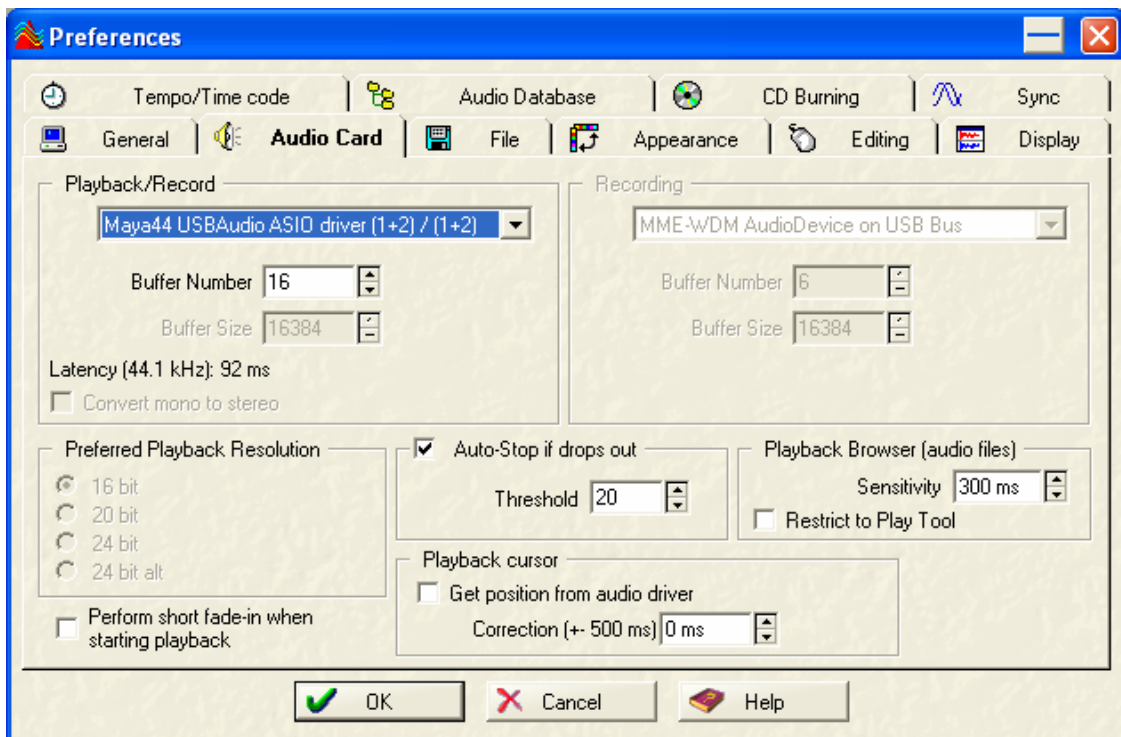 Preferences
Tempo/Time code
Audio Database
CD Burning
Sync
General
Audio Card
File
Appearance
Editing
Display
Playback/Record
Maya44 USBAudio ASIO driver (1+2) / (1+2)
Buffer Number 16
Buffer Size 16384
Latency (44.1 kHz): 92 ms
Convert mono to stereo
Recording
MME-WDM AudioDevice on USB Bus
Buffer Number 6
Buffer Size 16384
Preferred Playback Resolution
16 bit
20 bit
24 bit
24 bit alt
Perform short fade-in when
starting playback
Auto-Stop if drops out
Threshold 20
Playback Browser (audio files)
Sensitivity 300 ms
Restrict to Play Tool
Playback cursor
Get position from audio driver
Correction (+- 500 ms) 0 ms
OK
Cancel
Help